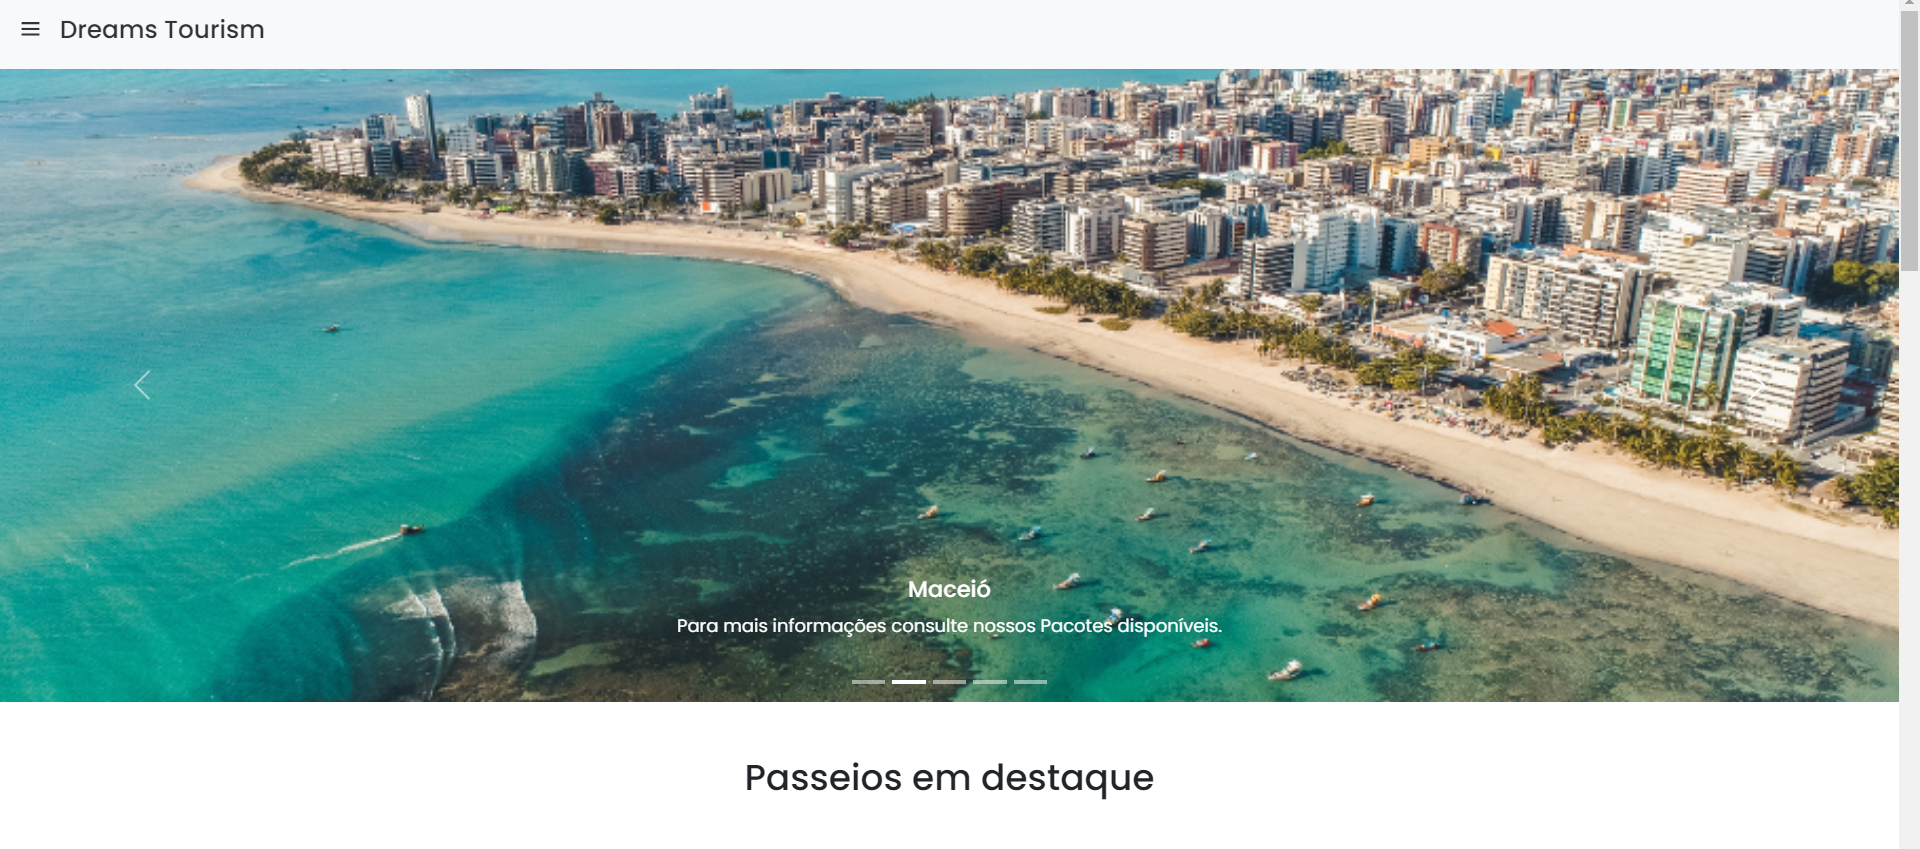 Dreams Tourism
Maceió
Para mais informações consulte nossos Pacotes disponíveis.
Passeios em destaque